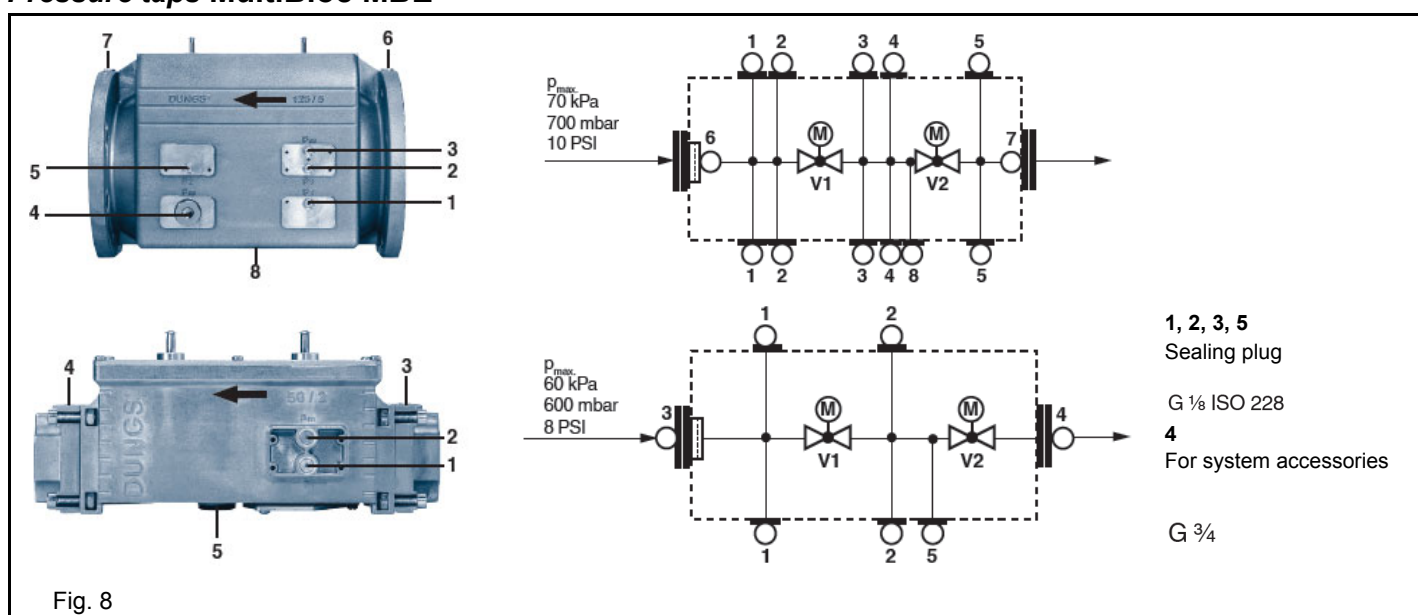 Pressure taps MultiBloc MBE
7
6
DUNGS
125/5
3
2
5
1
4
8
1 2 3 4 5
pmax.
70 kPa
700 mbar
10 PSI
6
M
M
7
V1
V2
1 2 3 4 8 5
4
3
50/2
DUNGS
2
1
5
1 2
pmax.
60 kPa
600 mbar
8 PSI
3
M
M
4
V1
V2
1 2 5
1, 2, 3, 5
Sealing plug
G ⅛ ISO 228
4
For system accessories
G ¾
Fig. 8